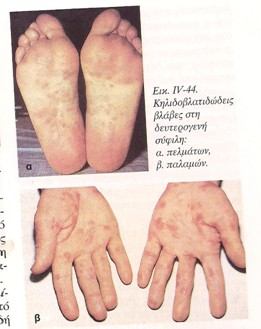 Εικ. IV-44.
Κηλιδοβλατιδώδεις
βλάβες στη
δευτερογενή
σύφιλη:
α. πελμάτων,
β. παλαμών.
α
β